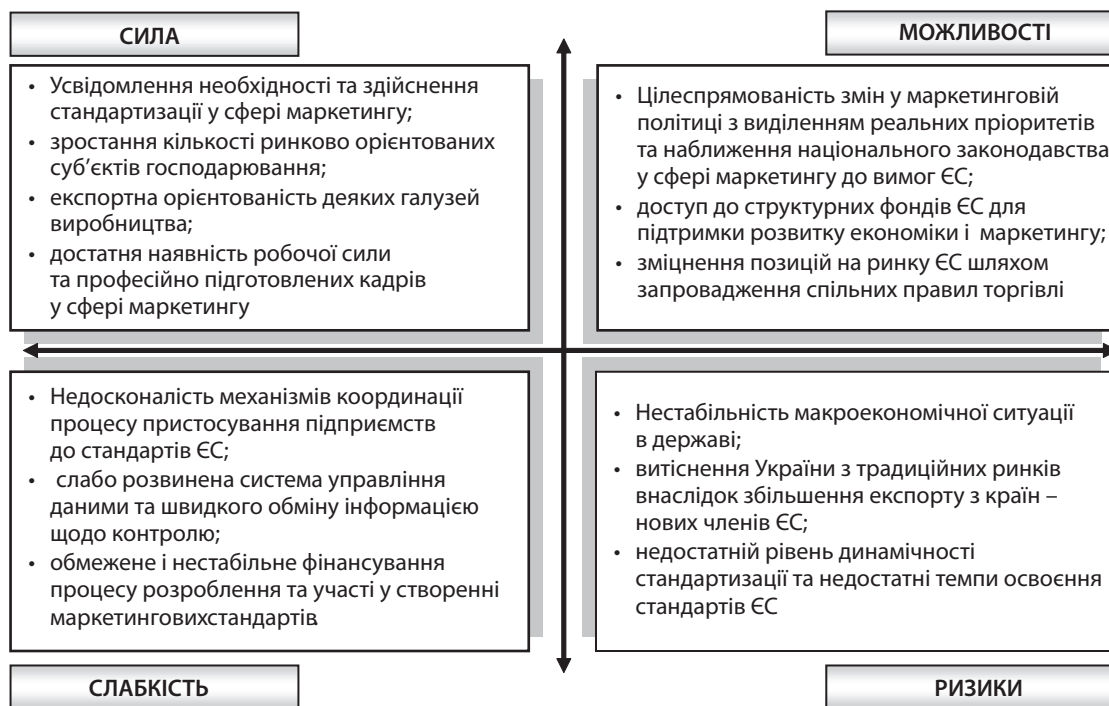 СИЛА
• Усвідомлення необхідності та здійснення
стандартизації у сфері маркетингу;
• зростання кількості ринково орієнтованих
суб’єктів господарювання;
• експортна орієнтованість деяких галузей
виробництва;
• достатня наявність робочої сили
та професійно підготовлених кадрів
у сфері маркетингу
МОЖЛИВОСТІ
• Цілеспрямованість змін у маркетинговій
політиці з виділенням реальних пріоритетів
та наближення національного законодавства
у сфері маркетингу до вимог ЄС;
• доступ до структурних фондів ЄС для
підтримки розвитку економіки і маркетингу;
• зміцнення позицій на ринку ЄС шляхом
запровадження спільних правил торгівлі
• Недосконалість механізмів координації
процесу пристосування підприємств
до стандартів ЄС;
• слабо розвинена система управління
даними та швидкого обміну інформацією
щодо контролю;
• обмежене і нестабільне фінансування
процесу розроблення та участі у створенні
маркетинговихстандартів.
СЛАБКІСТЬ
• Нестабільність макроекономічної ситуації
в державі;
• витіснення України з традиційних ринків
внаслідок збільшення експорту з країн –
нових членів ЄС;
• недостатній рівень динамічності
стандартизації та недостатні темпи освоєння
стандартів ЄС
РИЗИКИ